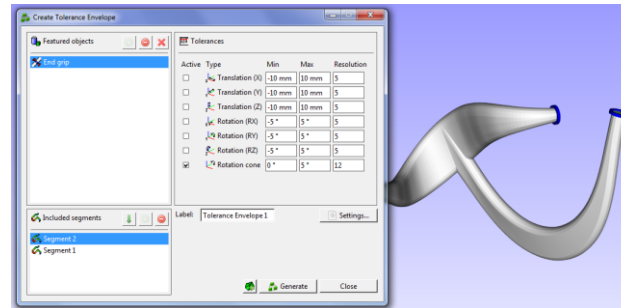 Create Tolerance Envelope
Featured objects
End grip
Tolerances
Active Type Min Max Resolution
Translation (X) -10 mm 10 mm 5
Translation (Y) -10 mm 10 mm 5
Translation (Z) -10 mm 10 mm 5
Rotation (RX) -5 ° 5 ° 5
Rotation (RY) -5 ° 5 ° 5
Rotation (RZ) -5 ° 5 ° 5
Rotation cone 0 ° 5 ° 12
Included segments
Segment 2
Segment 1
Label: Tolerance Envelope 1 Settings...
Generate Close